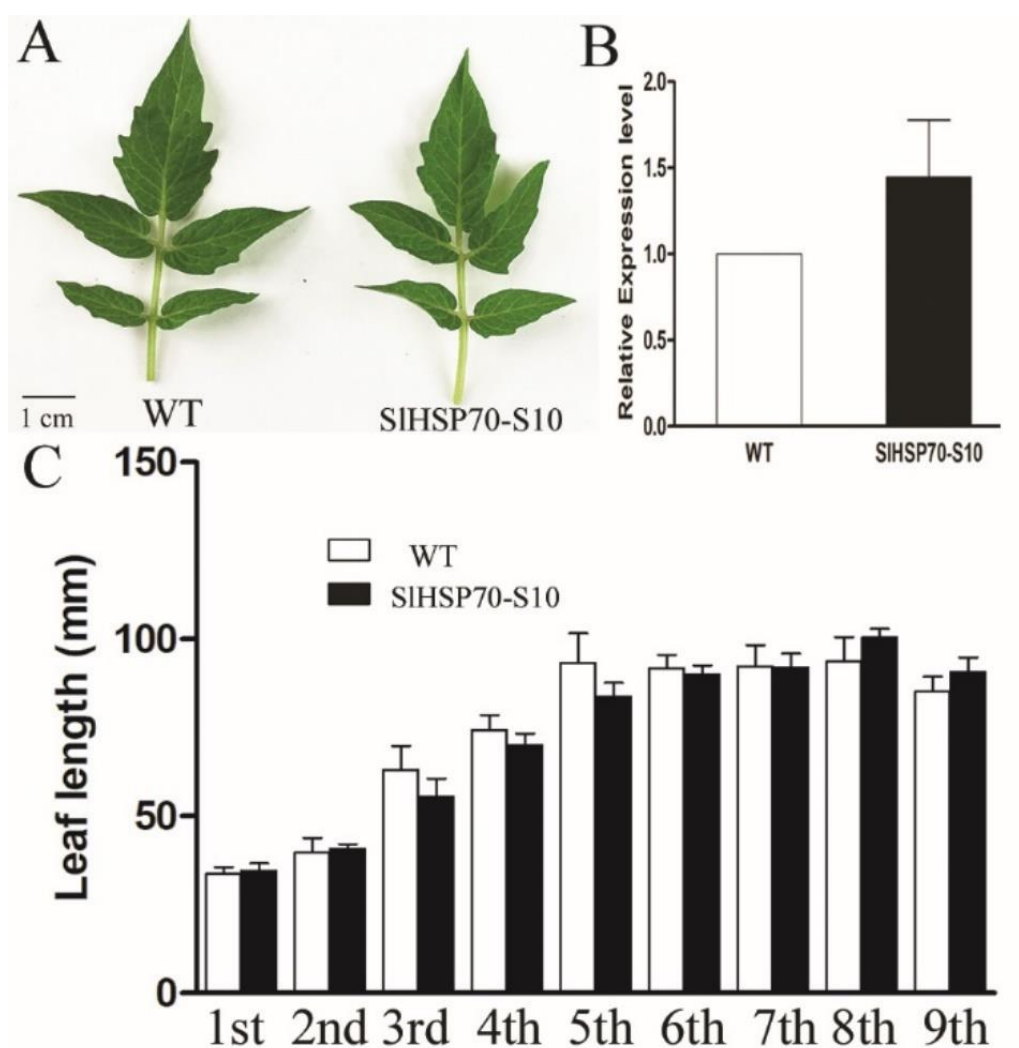 A
WT
SlHSP70-S10
1 cm
B
Relative Expression level
2.0
1.5
1.0
0.5
0.0
WT
SlHSP70-S10
C
Leaf length (mm)
150
100
50
0
WT
SlHSP70-S10
1st 2nd 3rd 4th 5th 6th 7th 8th 9th